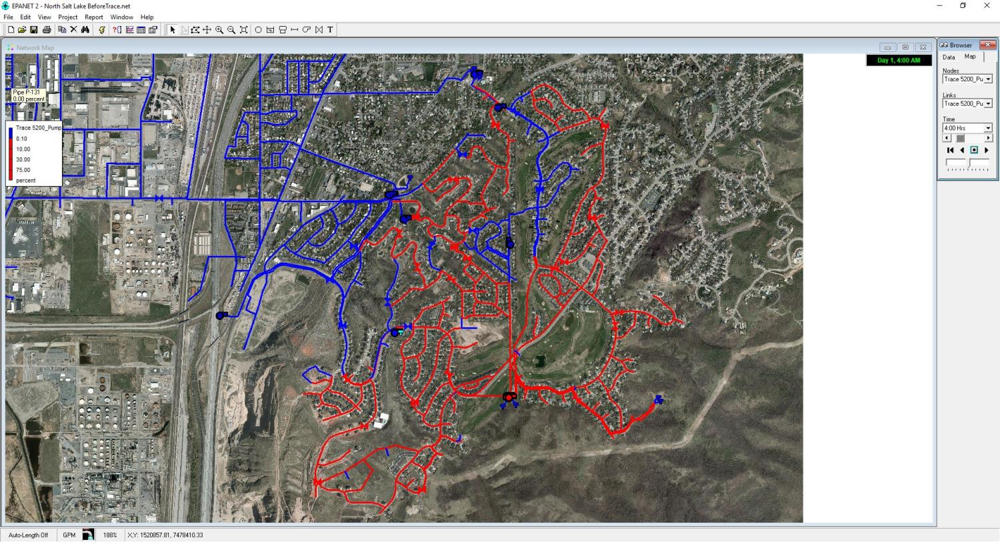 EPANET 2 - North Salt Lake BeforeTrace.net
File Edit View Project Report Window Help
T
Network Map
Day 1, 4:00 AM
Pipe P-131
0.00 percent
Trace 5200_Pump
0.10
10.00
30.00
75.00
percent
Browser
Data Map
Nodes
Trace 5200_Pu
Links
Trace 5200_Pu
Time
4:00 Hrs
Auto-Length Off GPM 188% X,Y: 1520857.81, 7478410.33